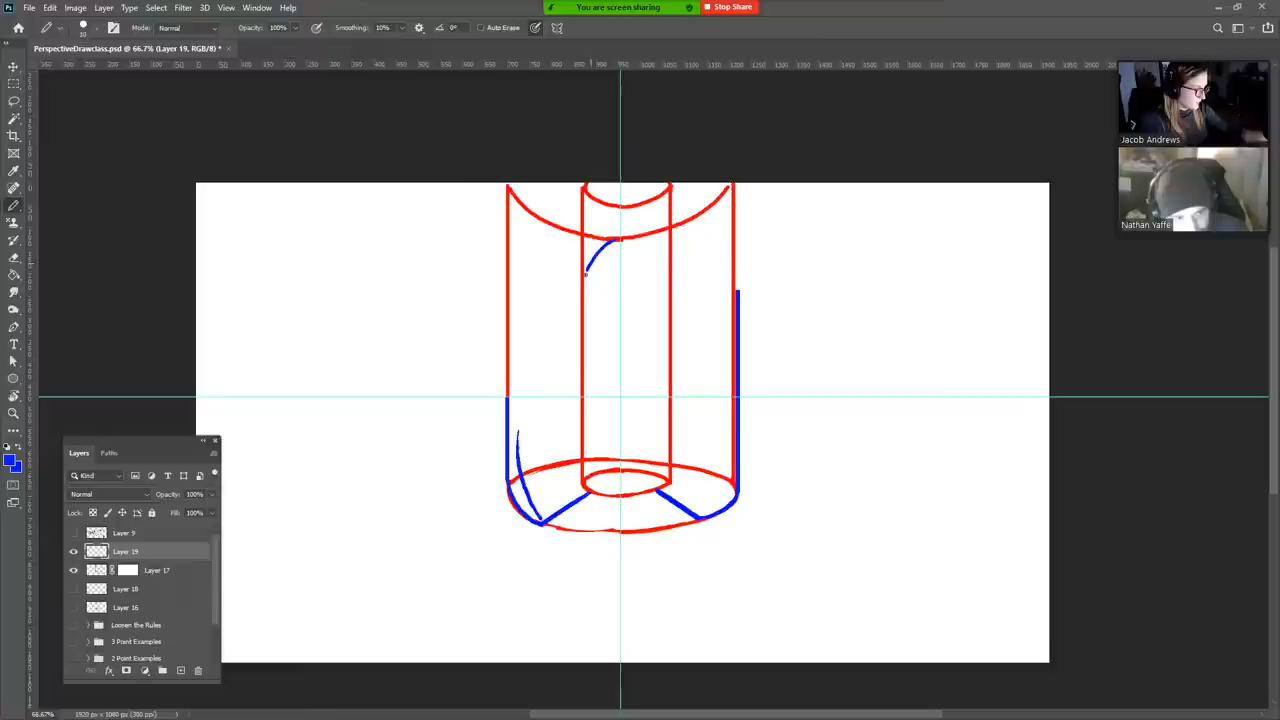 You are screen sharing
Stop Share
File Edit Image Layer Type Select Filter 3D View Window Help
Mode: Normal Opacity: 100% Smoothing: 10% 0° Auto Erase
PerspectiveDrawclass.psd @ 66.7% (Layer 19, RGB/8) *
Jacob Andrews
Nathan Yaffe
Layers Paths
Kind
Normal Opacity: 100%
Lock: Fill: 100%
Layer 9
Layer 19
Layer 17
Layer 18
Layer 16
Loosen the Rules
3 Point Examples
2 Point Examples
66.67% 1920 px x 1080 px (300 ppi)